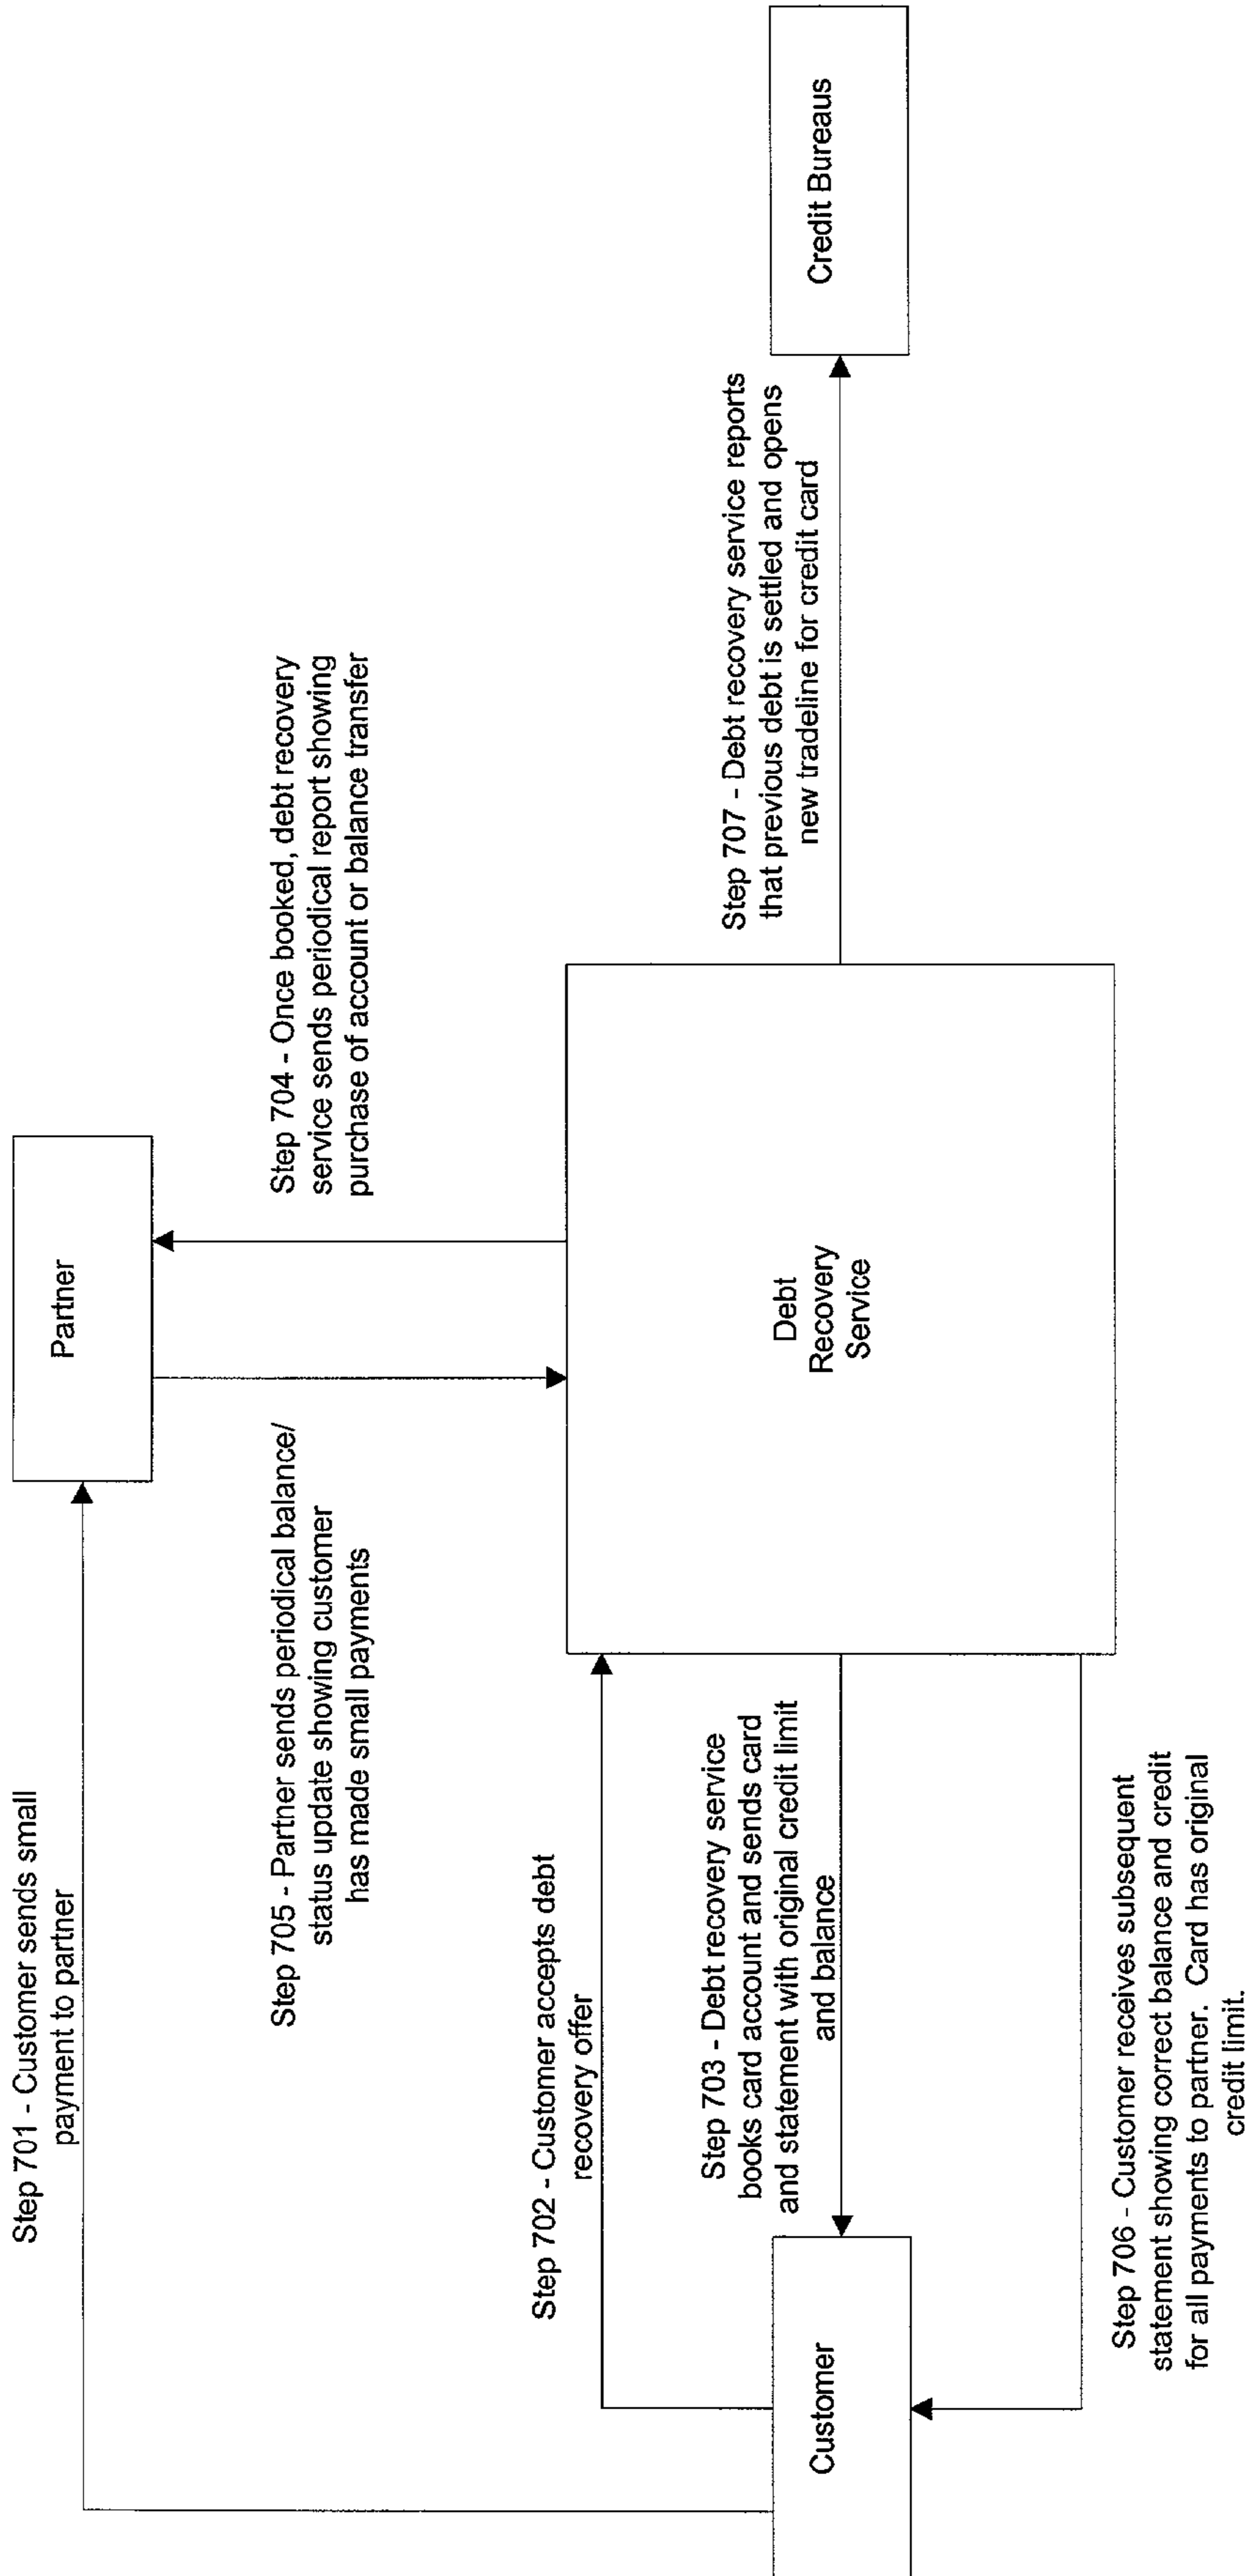 Step 701 - Customer sends small
payment to partner
Partner
Step 705 - Partner sends periodical balance/
status update showing customer
has made small payments
Step 704 - Once booked, debt recovery
service sends periodical report showing
purchase of account or balance transfer
Step 702 - Customer accepts debt
recovery offer
Step 703 - Debt recovery service
books card account and sends card
and statement with original credit limit
and balance
Customer
Debt
Recovery
Service
Step 707 - Debt recovery service reports
that previous debt is settled and opens
new tradeline for credit card
Credit Bureaus
Step 706 - Customer receives subsequent
statement showing correct balance and credit
for all payments to partner.  Card has original
credit limit.